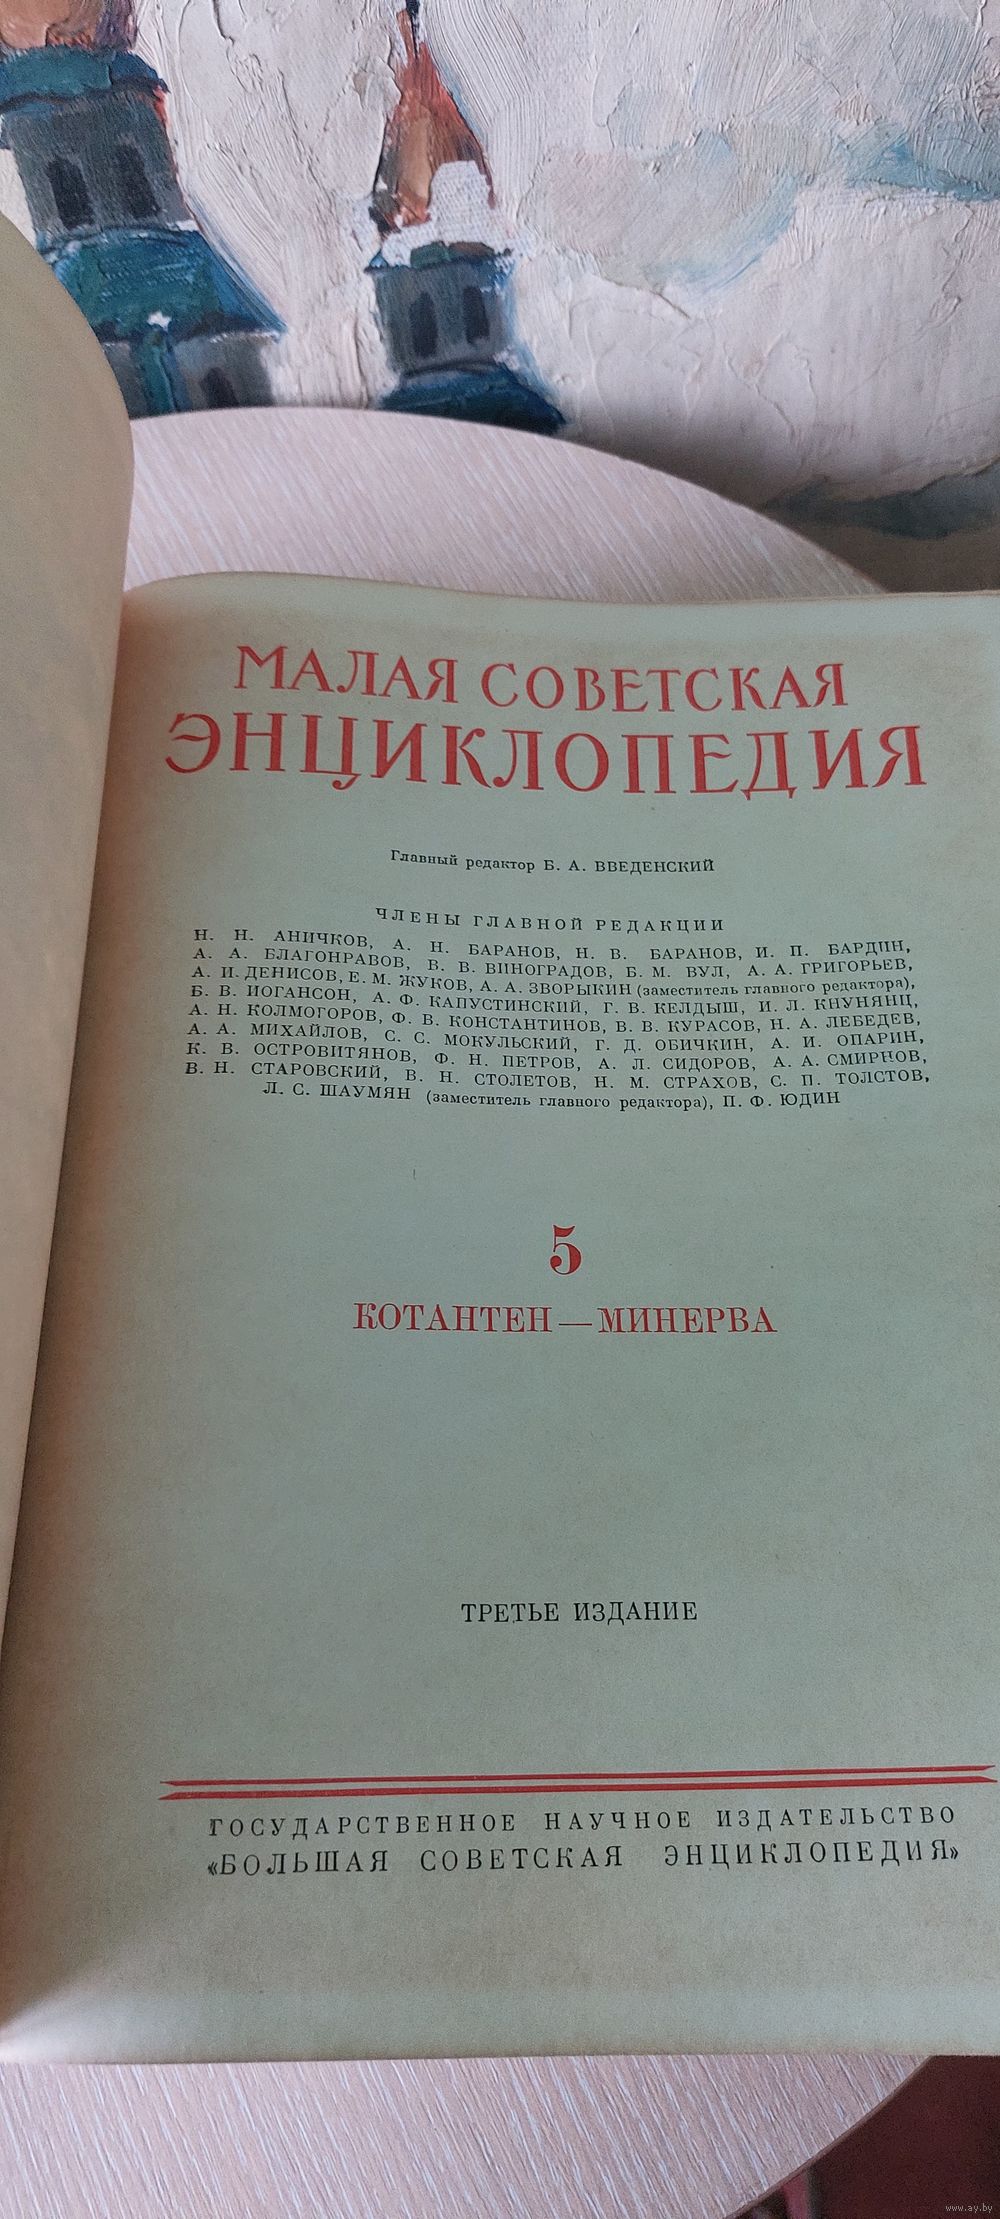 МАЛАЯ СОВЕТСКАЯ
ЭНЦИКЛОПЕДИЯ
Главный редактор Б. А. ВВЕДЕНСКИЙ
ЧЛЕНЫ ГЛАВНОЙ РЕДАКЦИИ
Н. Н. АНИЧКОВ, А. Н. БАРАНОВ, Н. В. БАРАНОВ, И. П. БАРДИН,
А. А. БЛАГОНРАВОВ, В. В. ВИНОГРАДОВ, Б. М. ВУЛ, А. А. ГРИГОРЬЕВ,
А. И. ДЕНИСОВ, Е. М. ЖУКОВ, А. А. ЗВОРЫКИН (заместитель главного редактора),
Б. В. ИОГАНСОН, А. Ф. КАПУСТИНСКИЙ, Г. В. КЕЛДЫШ, И. Л. КНУНЯНЦ,
А. Н. КОЛМОГОРОВ, Ф. В. КОНСТАНТИНОВ, В. В. КУРАСОВ, Н. А. ЛЕБЕДЕВ,
А. А. МИХАЙЛОВ, С. С. МОКУЛЬСКИЙ, Г. Д. ОБИЧКИН, А. И. ОПАРИН,
К. В. ОСТРОВИТЯНОВ, Ф. Н. ПЕТРОВ, А. Л. СИДОРОВ, А. А. СМИРНОВ,
В. Н. СТАРОВСКИЙ, В. Н. СТОЛЕТОВ, Н. М. СТРАХОВ, С. П. ТОЛСТОВ,
Л. С. ШАУМЯН (заместитель главного редактора), П. Ф. ЮДИН
5
КОТАНТЕН — МИНЕРВА
ТРЕТЬЕ ИЗДАНИЕ
ГОСУДАРСТВЕННОЕ НАУЧНОЕ ИЗДАТЕЛЬСТВО
«БОЛЬШАЯ СОВЕТСКАЯ ЭНЦИКЛОПЕДИЯ»
www.ay.by